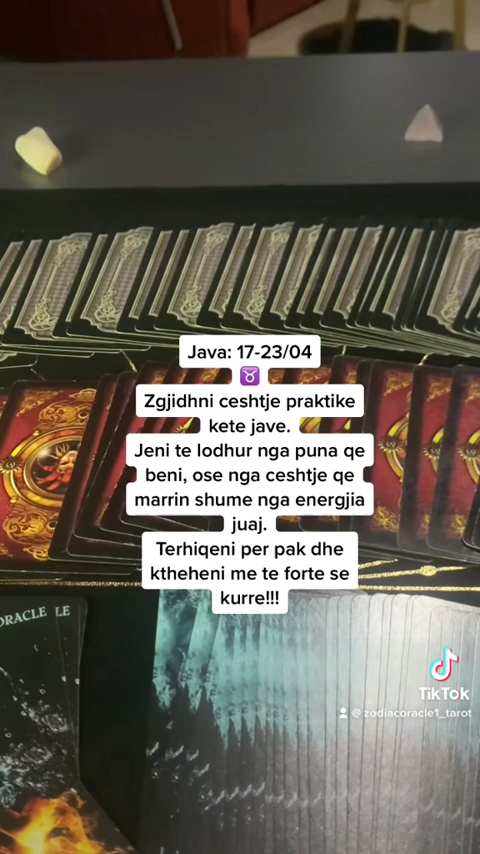 Java: 17-23/04
♉
Zgjidhni ceshtje praktike
kete jave.
Jeni te lodhur nga puna qe
beni, ose nga ceshtje qe
marrin shume nga energjia
juaj.
Terhiqeni per pak dhe
ktheheni me te forte se
kurre!!!
ORACLE LE
TikTok
@ zodiacoracle1_tarot